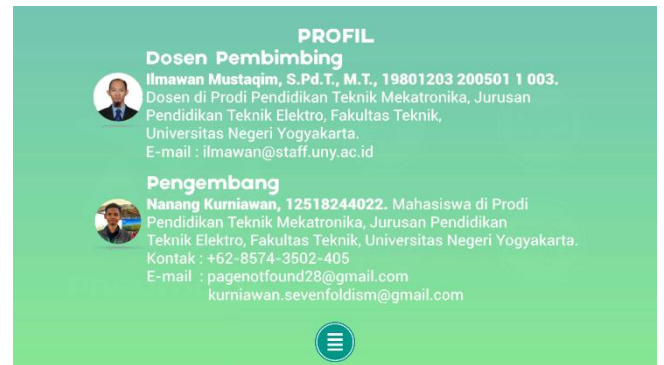 PROFIL
Dosen Pembimbing
Ilmawan Mustaqim, S.Pd.T., M.T., 19801203 200501 1 003.
Dosen di Prodi Pendidikan Teknik Mekatronika, Jurusan
Pendidikan Teknik Elektro, Fakultas Teknik,
Universitas Negeri Yogyakarta.
E-mail : ilmawan@staff.uny.ac.id
Pengembang
Nanang Kurniawan, 12518244022. Mahasiswa di Prodi
Pendidikan Teknik Mekatronika, Jurusan Pendidikan
Teknik Elektro, Fakultas Teknik, Universitas Negeri Yogyakarta.
Kontak : +62-8574-3502-405
E-mail : pagenotfound28@gmail.com
kurniawan.sevenfoldism@gmail.com